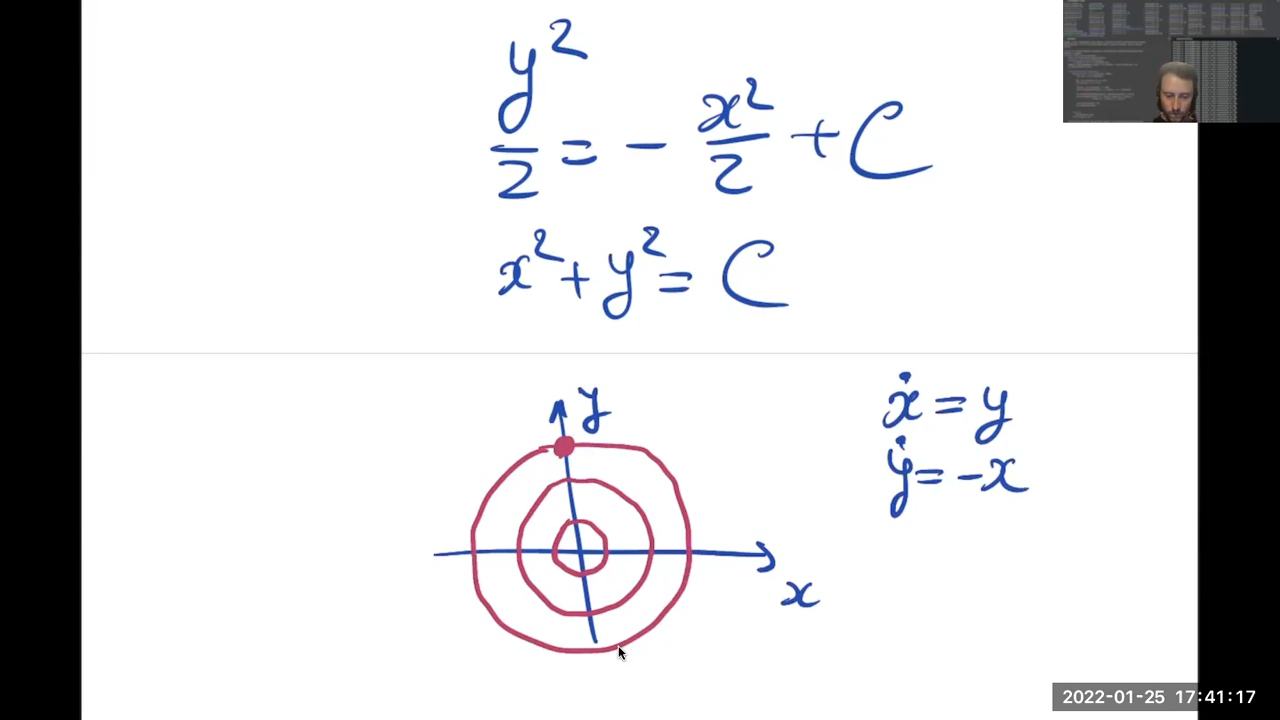 y²/2 = - x²/2 + C
x² + y² = C
y
ẋ = y
ẏ = -x
x
2022-01-25 17:41:17